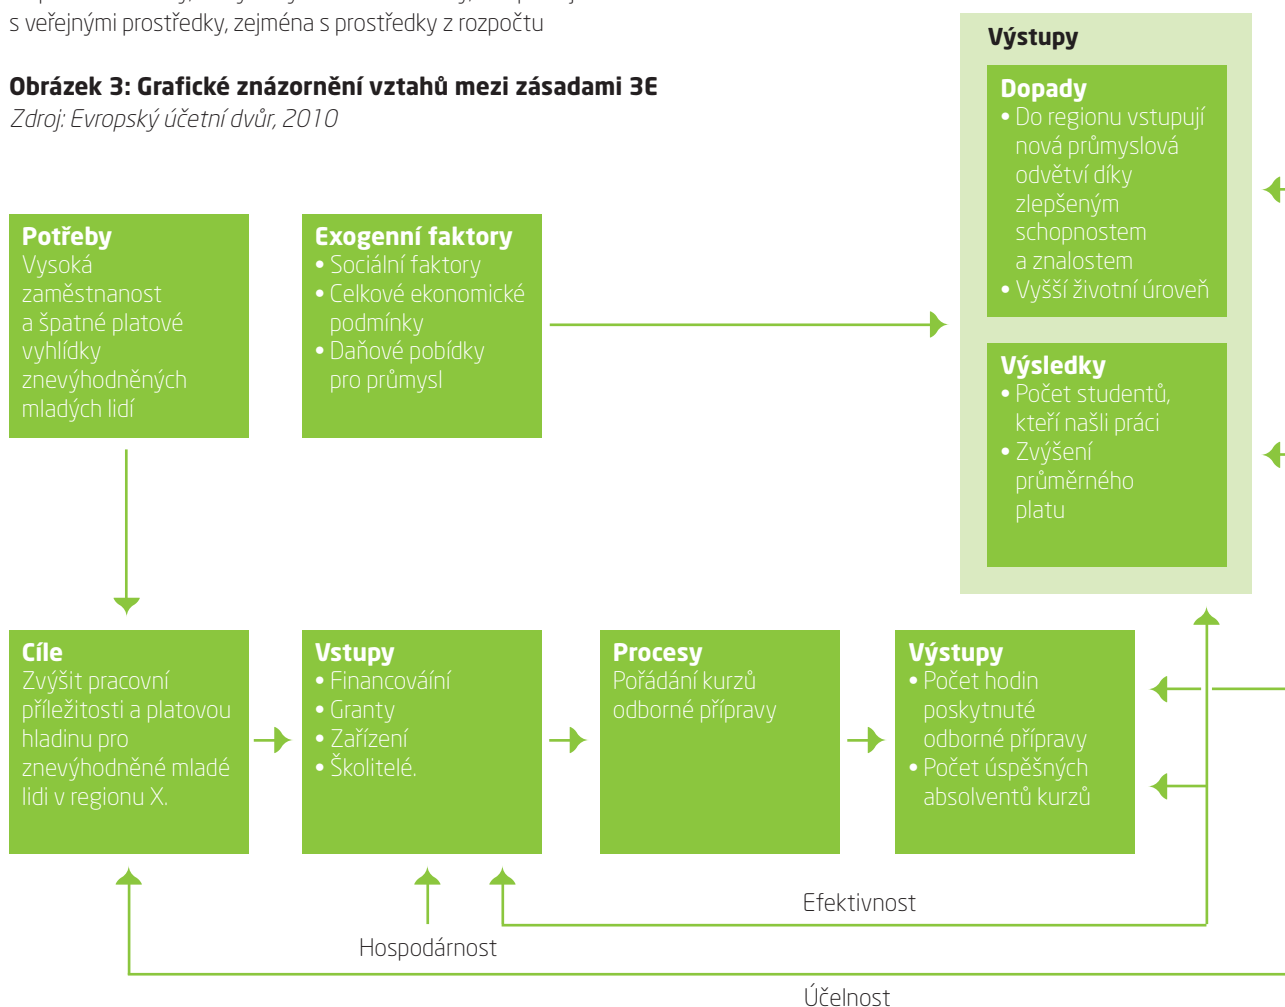 s veřejnými prostředky, zejména s prostředky z rozpočtu
Obrázek 3: Grafické znázornění vztahů mezi zásadami 3E
Zdroj: Evropský účetní dvůr, 2010
Výstupy
Dopady
• Do regionu vstupují
nová průmyslová
odvětví díky
zlepšeným
schopnostem
a znalostem
• Vyšší životní úroveň
Potřeby
Vysoká
zaměstnanost
a špatné platové
vyhlídky
znevýhodněných
mladých lidí
Exogenní faktory
• Sociální faktory
• Celkové ekonomické
podmínky
• Daňové pobídky
pro průmysl
Výsledky
• Počet studentů,
kteří našli práci
• Zvýšení
průměrného
platu
Cíle
Zvýšit pracovní
příležitosti a platovou
hladinu pro
znevýhodněné mladé
lidi v regionu X.
Vstupy
• Financováíní
• Granty
• Zařízení
• Školitelé.
Procesy
Pořádání kurzů
odborné přípravy
Výstupy
• Počet hodin
poskytnuté
odborné přípravy
• Počet úspěšných
absolventů kurzů
Efektivnost
Hospodárnost
Účelnost